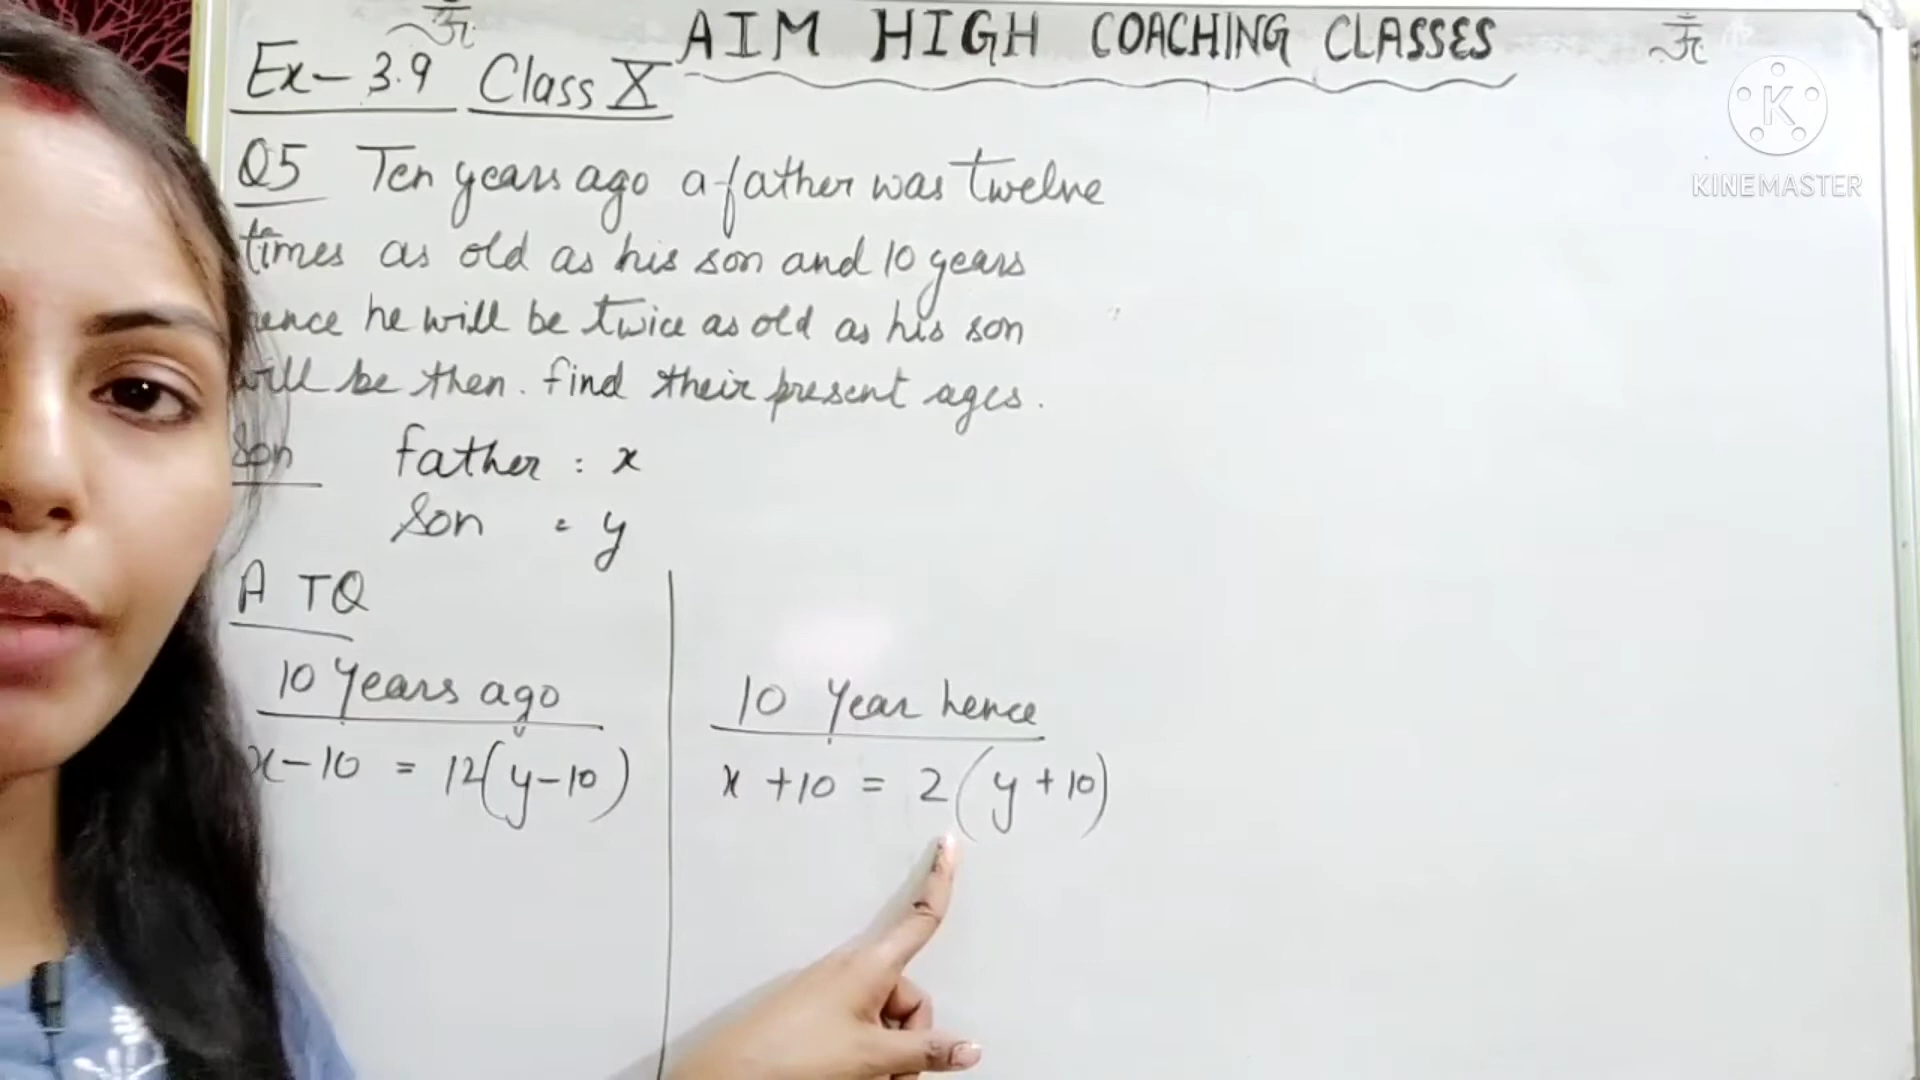 AIM HIGH COACHING CLASSES
Ex-3.9 Class X
KINEMASTER
Q5 Ten years ago a father was twelve
times as old as his son and 10 years
hence he will be twice as old as his son
will be then. find their present ages.
father : x
son = y
A TQ
10 Years ago
x-10 = 12(y-10)
10 Year hence
x +10 = 2(y+10)